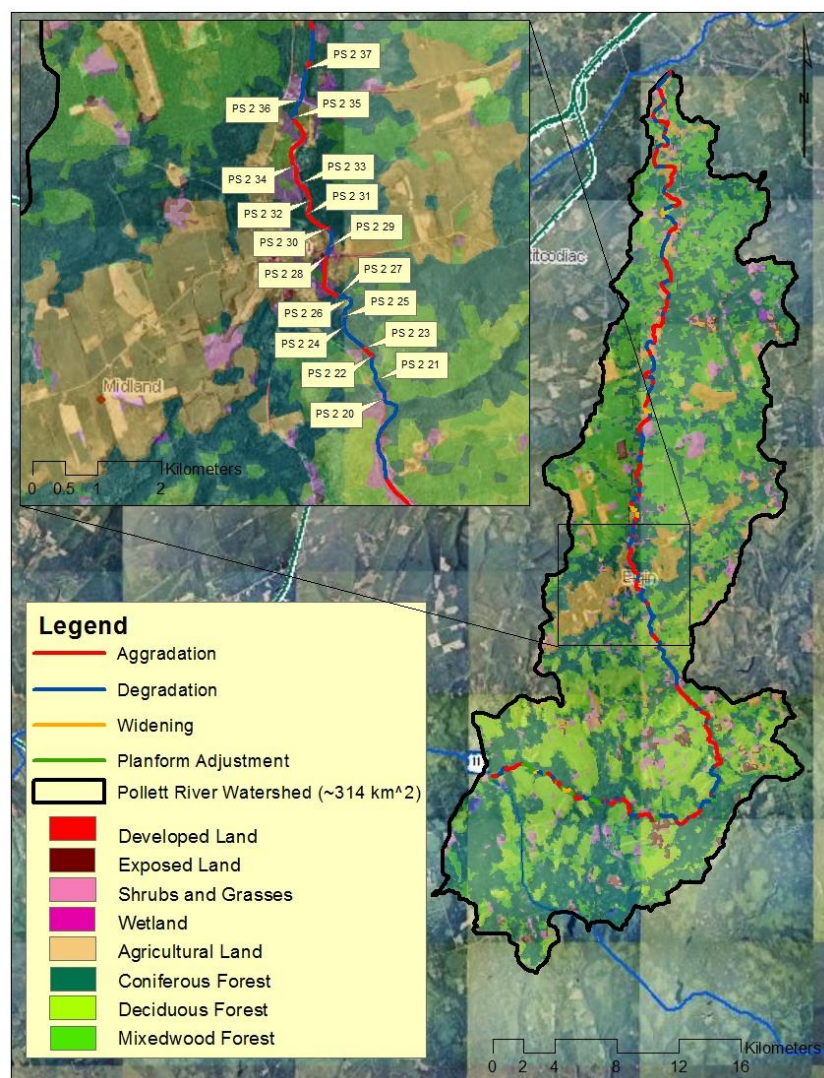 PS 2 37
PS 2 36
PS 2 35
PS 2 34
PS 2 33
PS 2 32
PS 2 31
PS 2 30
PS 2 29
PS 2 28
PS 2 27
PS 2 26
PS 2 25
PS 2 24
PS 2 23
PS 2 22
PS 2 21
PS 2 20
Midland
Kilometers
0 0.5 1 2
N
titcodiac
Elgin
11
Legend
Aggradation
Degradation
Widening
Planform Adjustment
Pollett River Watershed (~314 km^2)
Developed Land
Exposed Land
Shrubs and Grasses
Wetland
Agricultural Land
Coniferous Forest
Deciduous Forest
Mixedwood Forest
Kilometers
0 2 4 8 12 16